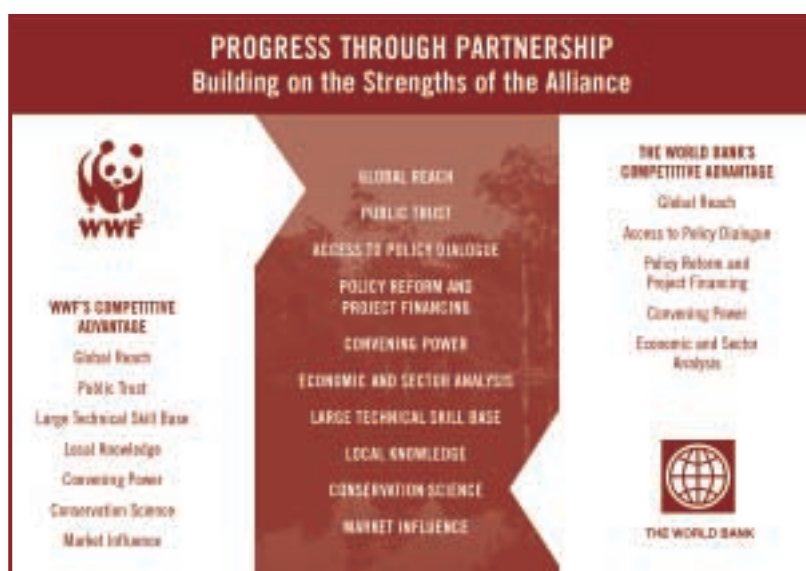 PROGRESS THROUGH PARTNERSHIP
Building on the Strengths of the Alliance
WWF
WWF'S COMPETITIVE
ADVANTAGE
Global Reach
Public Trust
Large Technical Skill Base
Local Knowledge
Convening Power
Conservation Science
Market Influence
GLOBAL REACH
PUBLIC TRUST
ACCESS TO POLICY DIALOGUE
POLICY REFORM AND
PROJECT FINANCING
CONVENING POWER
ECONOMIC AND SECTOR ANALYSIS
LARGE TECHNICAL SKILL BASE
LOCAL KNOWLEDGE
CONSERVATION SCIENCE
MARKET INFLUENCE
THE WORLD BANK'S
COMPETITIVE ADVANTAGE
Global Reach
Access to Policy Dialogue
Policy Reform and
Project Financing
Convening Power
Economic and Sector
Analysis
THE WORLD BANK